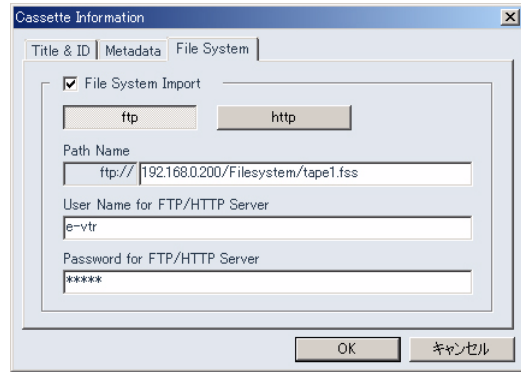 Cassette Information
Title & ID Metadata File System
File System Import
ftp http
Path Name
ftp:// 192.168.0.200/Filesystem/tape1.fss
User Name for FTP/HTTP Server
e-vtr
Password for FTP/HTTP Server
*****
OK キャンセル